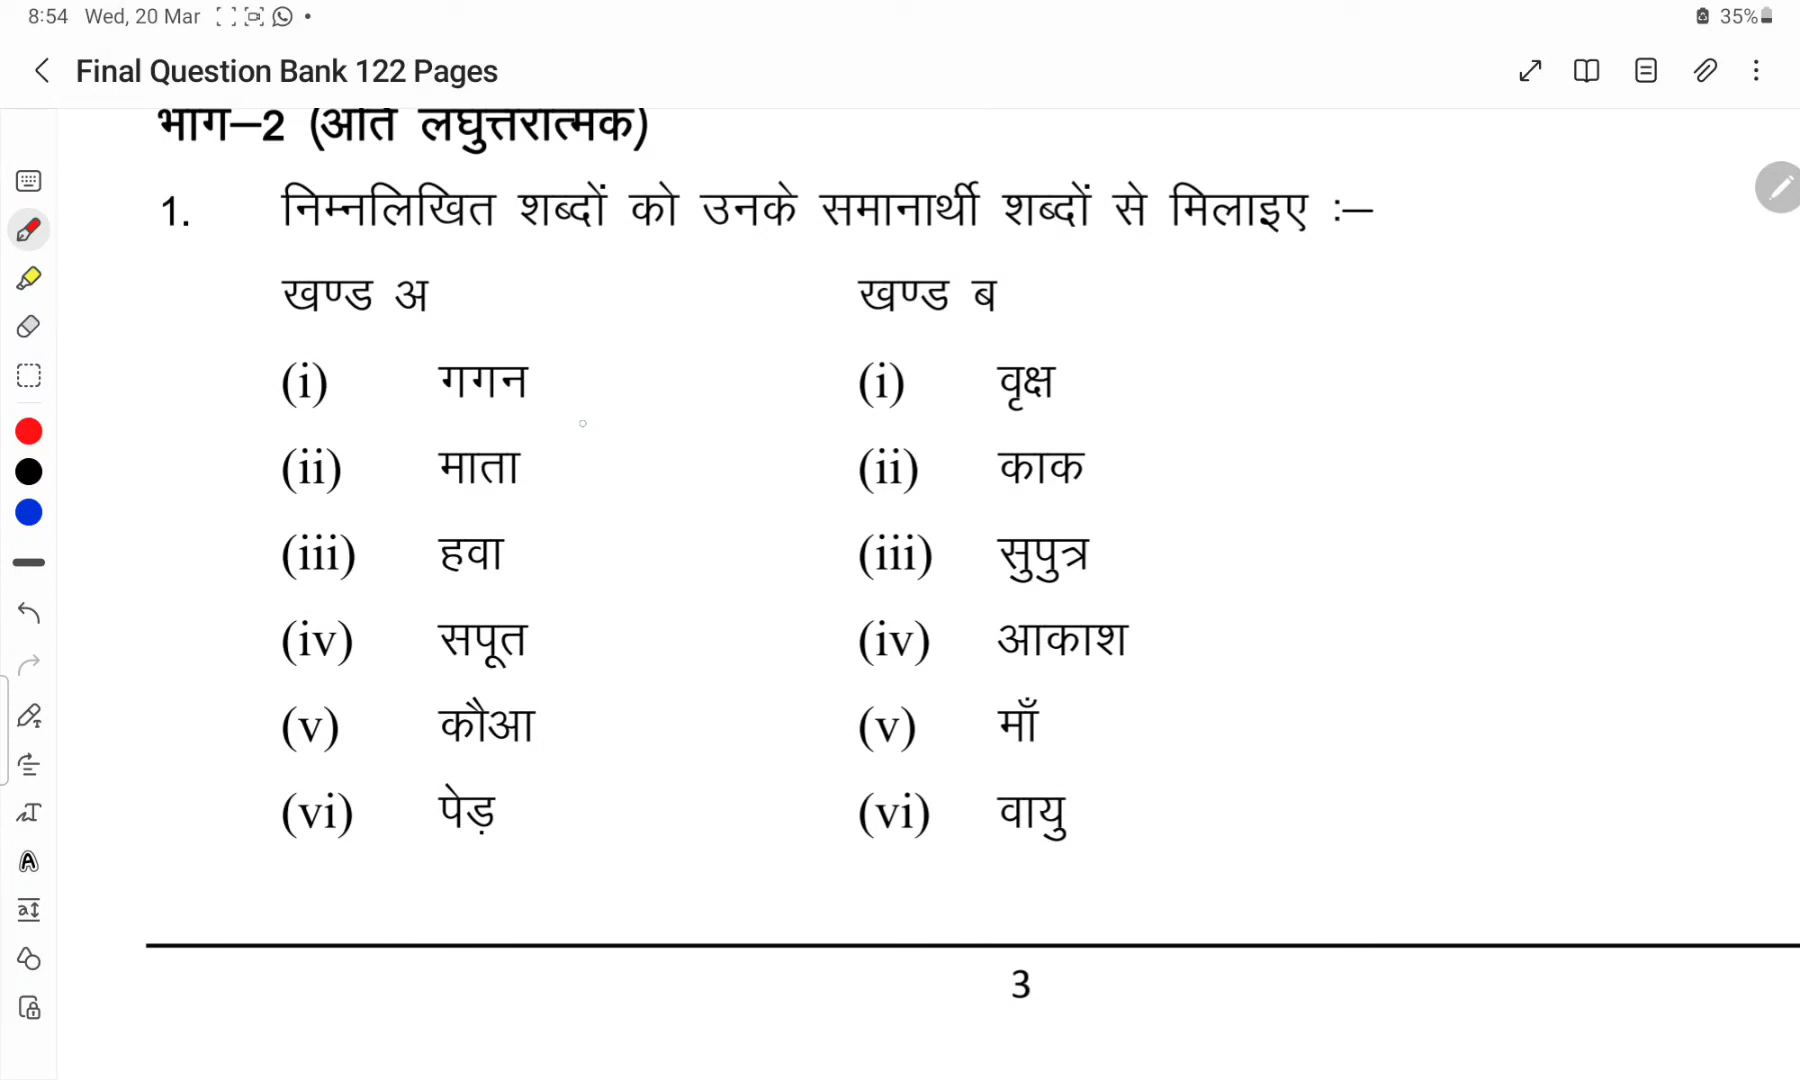 8:54 Wed, 20 Mar 35%
Final Question Bank 122 Pages
भाग–2 (अति लघुत्तरात्मक)
1. निम्नलिखित शब्दों को उनके समानार्थी शब्दों से मिलाइए :–
खण्ड अ खण्ड ब
(i) गगन (i) वृक्ष
(ii) माता (ii) काक
(iii) हवा (iii) सुपुत्र
(iv) सपूत (iv) आकाश
(v) कौआ (v) माँ
(vi) पेड़ (vi) वायु
3